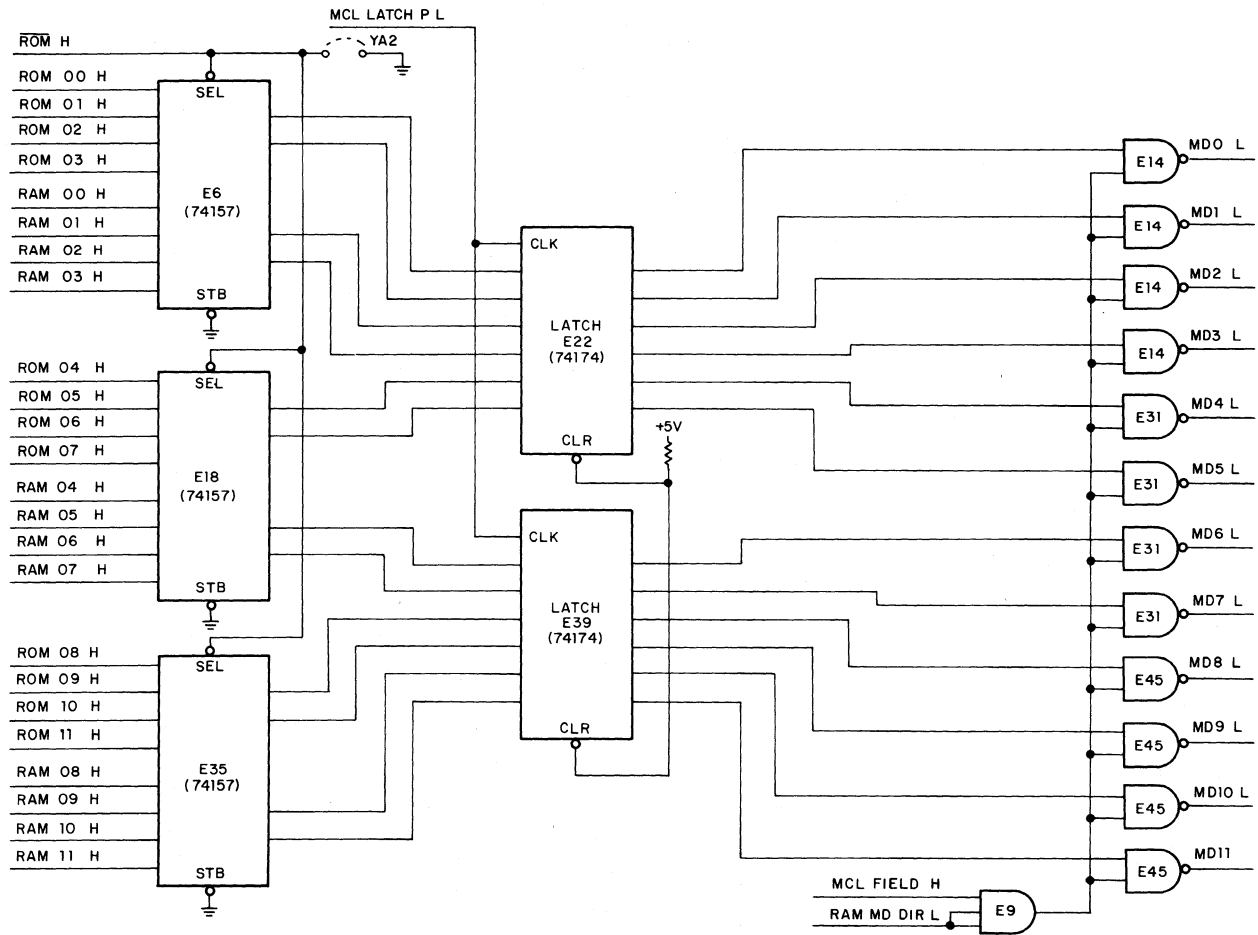 MCL LATCH P L
ROM H
YA2
ROM 00 H
ROM 01 H
ROM 02 H
ROM 03 H
RAM 00 H
RAM 01 H
RAM 02 H
RAM 03 H
SEL
E6
(74157)
STB
ROM 04 H
ROM 05 H
ROM 06 H
ROM 07 H
RAM 04 H
RAM 05 H
RAM 06 H
RAM 07 H
SEL
E18
(74157)
STB
ROM 08 H
ROM 09 H
ROM 10 H
ROM 11 H
RAM 08 H
RAM 09 H
RAM 10 H
RAM 11 H
SEL
E35
(74157)
STB
CLK
LATCH
E22
(74174)
CLR
+5V
CLK
LATCH
E39
(74174)
CLR
E14 MD0 L
E14 MD1 L
E14 MD2 L
E14 MD3 L
E31 MD4 L
E31 MD5 L
E31 MD6 L
E31 MD7 L
E45 MD8 L
E45 MD9 L
E45 MD10 L
E45 MD11
MCL FIELD H
RAM MD DIR L
E9